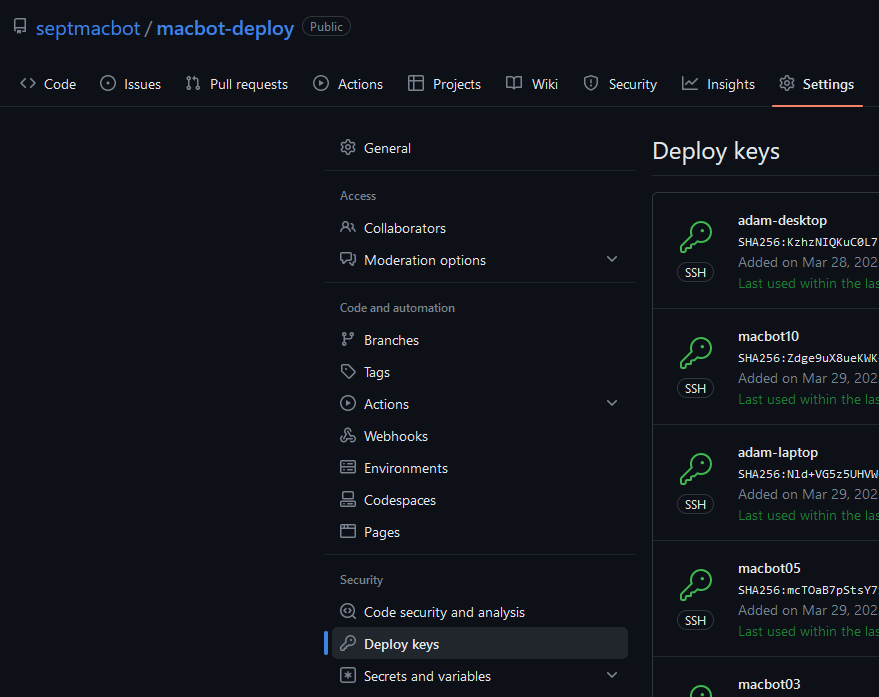 septmacbot / macbot-deploy Public
Code Issues Pull requests Actions Projects Wiki Security Insights Settings
General
Access
Collaborators
Moderation options
Code and automation
Branches
Tags
Actions
Webhooks
Environments
Codespaces
Pages
Security
Code security and analysis
Deploy keys
Secrets and variables
Deploy keys
adam-desktop
SHA256:KzhzNIQKuC0L7
SSH
Added on Mar 28, 202
Last used within the las
macbot10
SHA256:Zdge9uX8ueKWK
SSH
Added on Mar 29, 202
Last used within the las
adam-laptop
SHA256:Nld+VG5z5UHVW
SSH
Added on Mar 29, 202
Last used within the las
macbot05
SHA256:mcTOaB7pStsY7
SSH
Added on Mar 29, 202
Last used within the las
macbot03